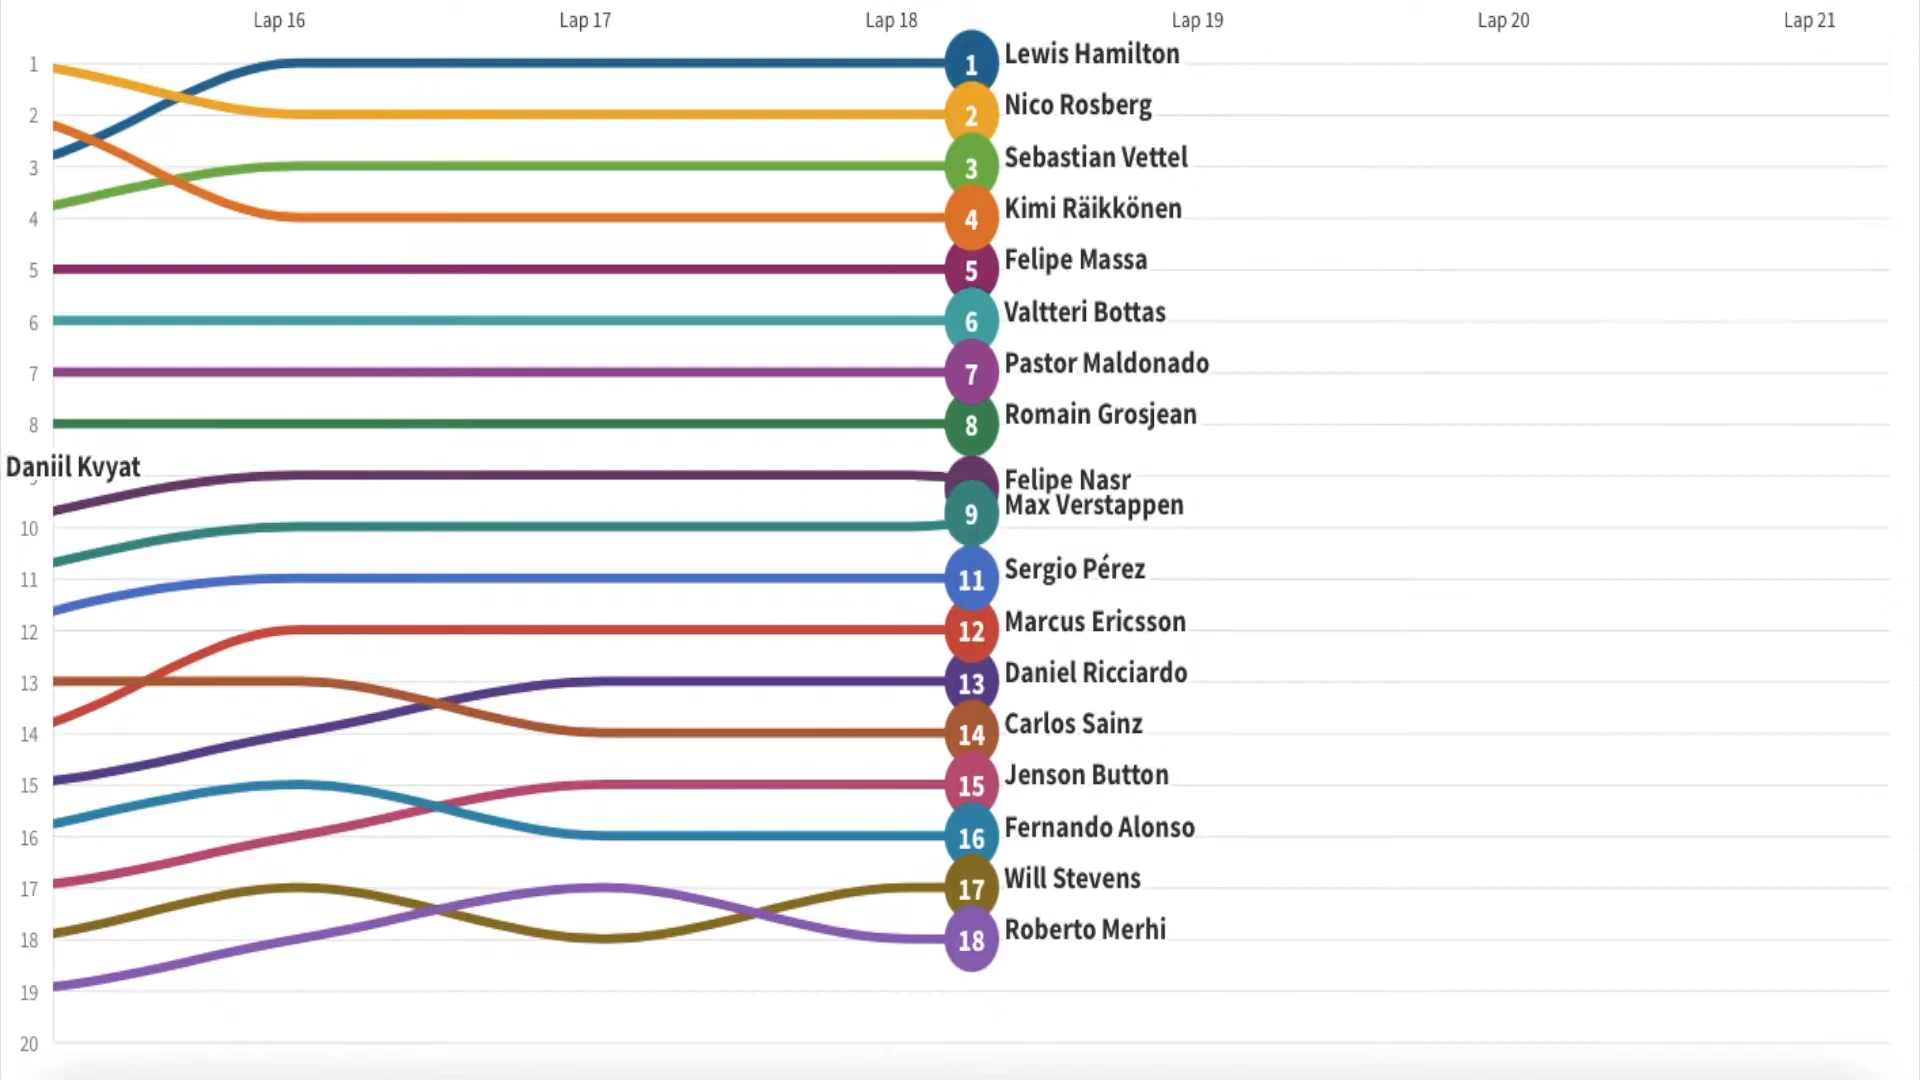 Lap 16 Lap 17 Lap 18 Lap 19 Lap 20 Lap 21
1 1 Lewis Hamilton
2 2 Nico Rosberg
3 3 Sebastian Vettel
4 4 Kimi Räikkönen
5 5 Felipe Massa
6 6 Valtteri Bottas
7 7 Pastor Maldonado
8 8 Romain Grosjean
Daniil Kvyat Felipe Nasr
9 Max Verstappen
10
11 11 Sergio Pérez
12 12 Marcus Ericsson
13 13 Daniel Ricciardo
14 14 Carlos Sainz
15 15 Jenson Button
16 16 Fernando Alonso
17 17 Will Stevens
18 18 Roberto Merhi
19
20